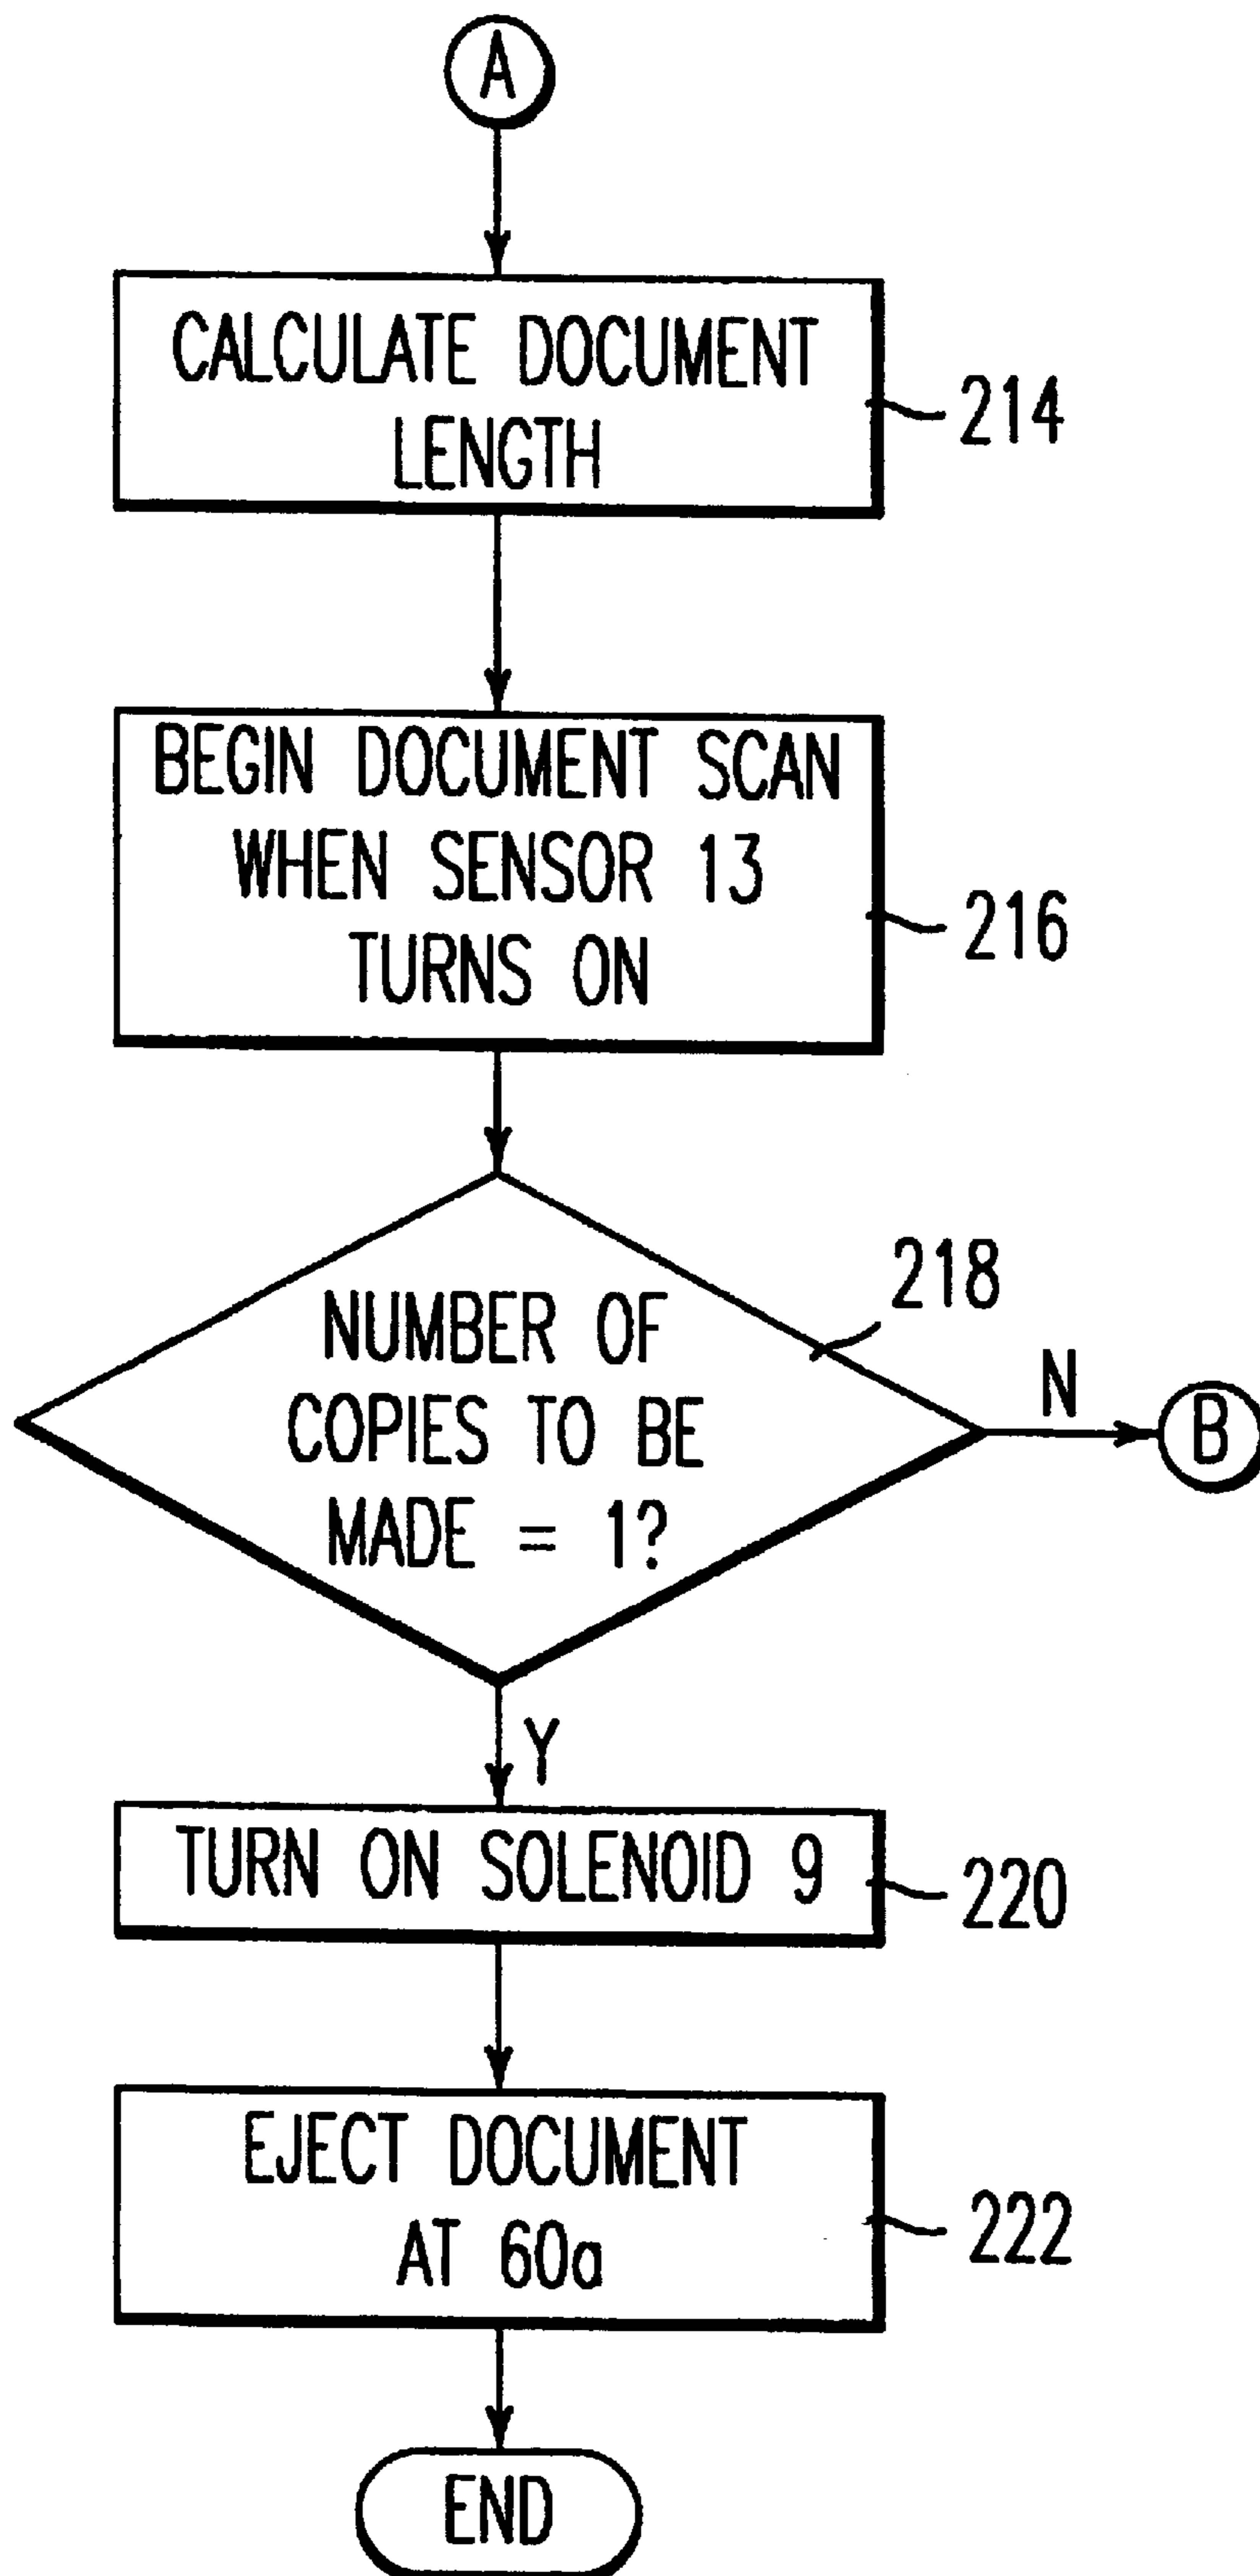 A
CALCULATE DOCUMENT
LENGTH
214
BEGIN DOCUMENT SCAN
WHEN SENSOR 13
TURNS ON
216
218
NUMBER OF
COPIES TO BE
MADE = 1?
N
B
Y
TURN ON SOLENOID 9
220
EJECT DOCUMENT
AT 60a
222
END